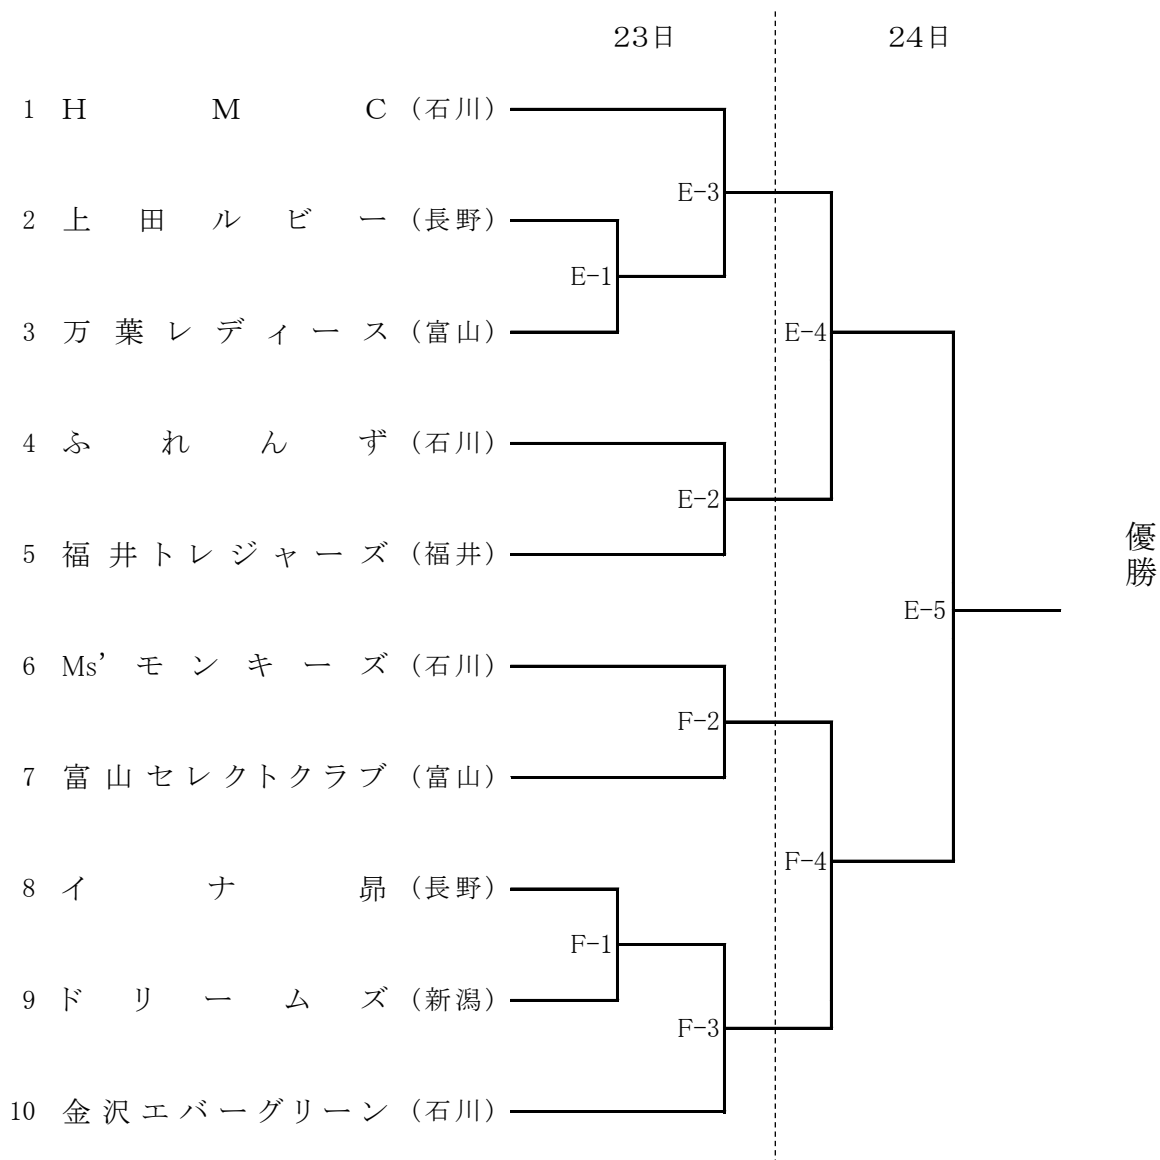 23日 24日
1 HMC (石川)
E-3
2 上田ルビー (長野)
E-1
3 万葉レディース (富山)
E-4
4 ふれんず (石川)
E-2
優勝
5 福井トレジャーズ (福井)
E-5
6 Ms’モンキーズ (石川)
F-2
7 富山セレクトクラブ (富山)
F-4
8 イナ昴 (長野)
F-1
9 ドリームズ (新潟)
F-3
10 金沢エバーグリーン (石川)